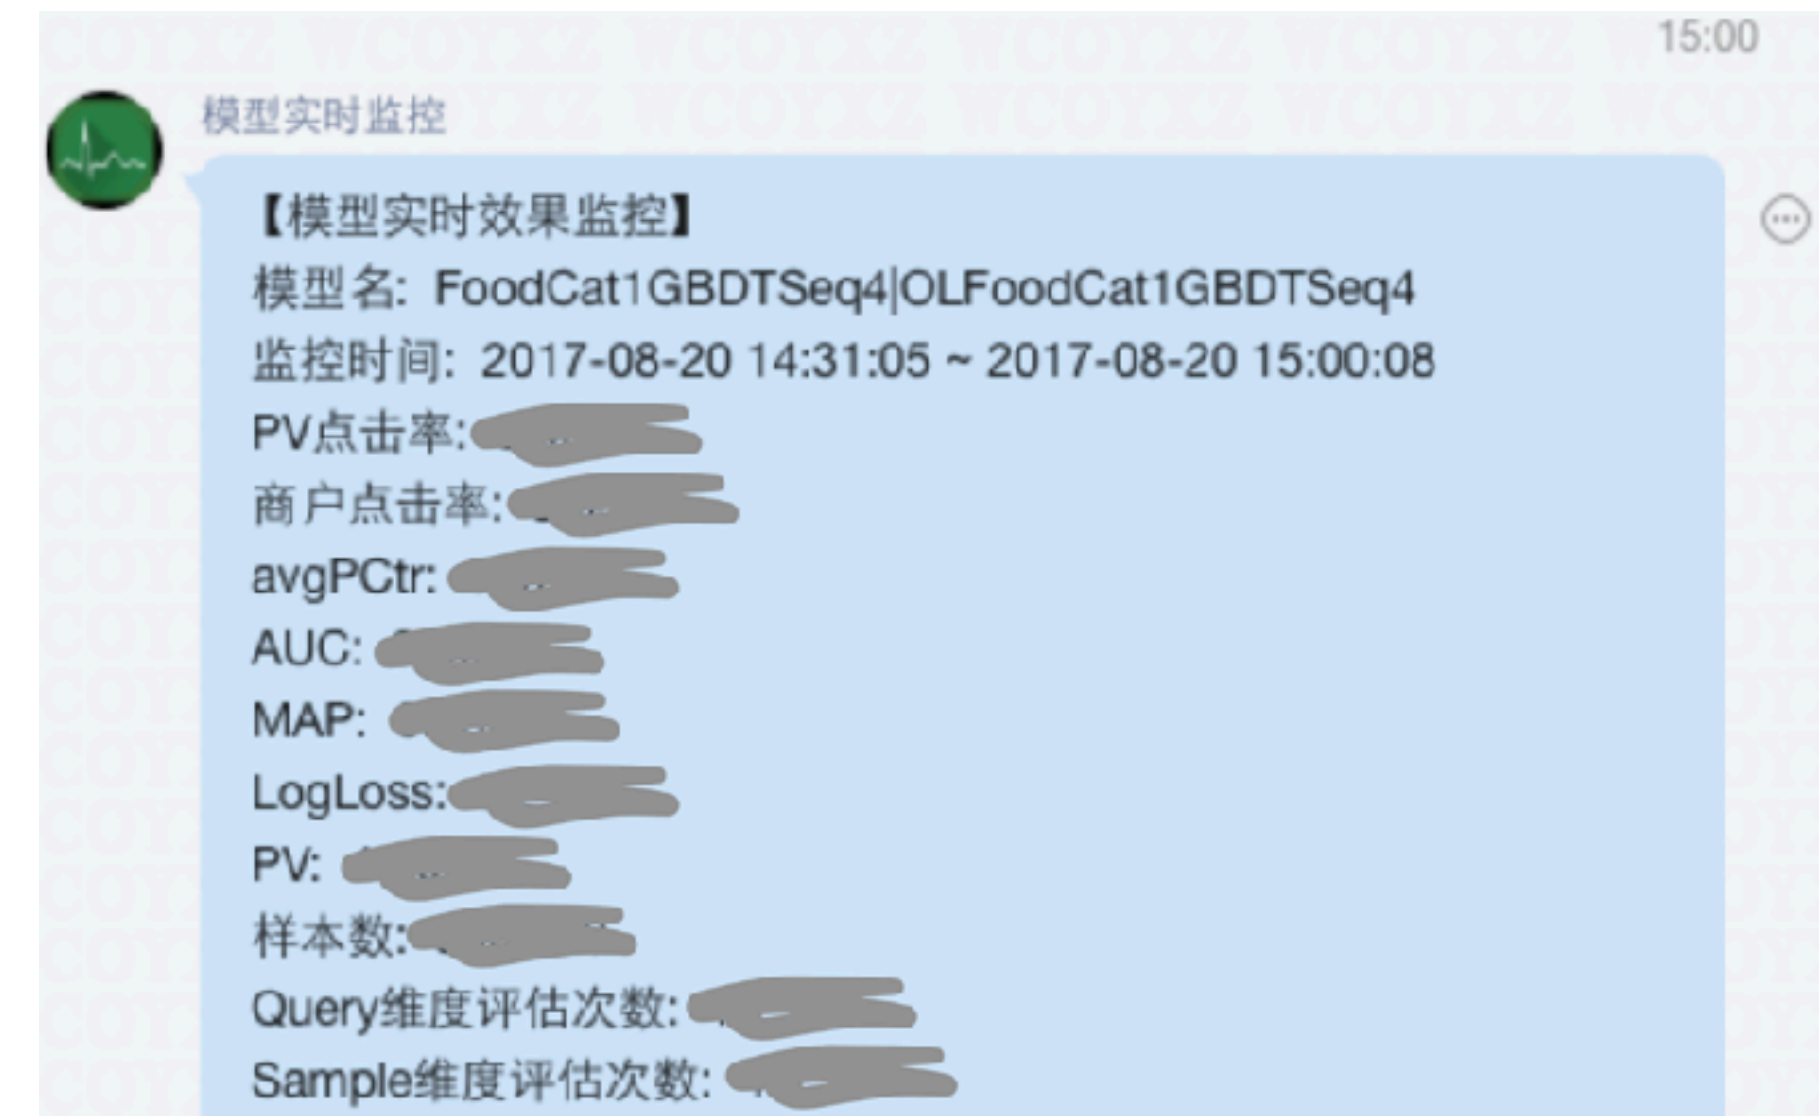 15:00
模型实时监控
【模型实时效果监控】
模型名: FoodCat1GBDTSeq4|OLFoodCat1GBDTSeq4
监控时间: 2017-08-20 14:31:05 ~ 2017-08-20 15:00:08
PV点击率:
商户点击率:
avgPCtr:
AUC:
MAP:
LogLoss:
PV:
样本数:
Query维度评估次数:
Sample维度评估次数: